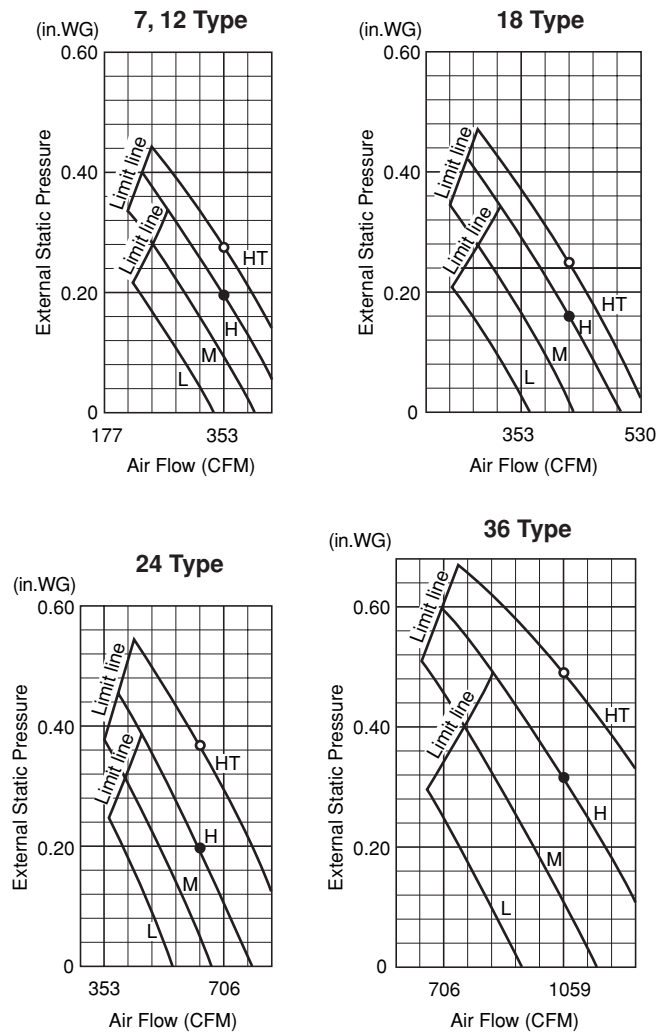 7, 12 Type
(in.WG)
0.60
0.40
0.20
0
External Static Pressure
Limit line
Limit line
HT
H
M
L
177
353
Air Flow (CFM)
18 Type
(in.WG)
0.60
0.40
0.20
0
External Static Pressure
Limit line
Limit line
HT
H
M
L
353
530
Air Flow (CFM)
24 Type
(in.WG)
0.60
0.40
0.20
0
External Static Pressure
Limit line
Limit line
HT
H
M
L
353
706
Air Flow (CFM)
36 Type
(in.WG)
0.60
0.40
0.20
0
External Static Pressure
Limit line
Limit line
HT
H
M
L
706
1059
Air Flow (CFM)